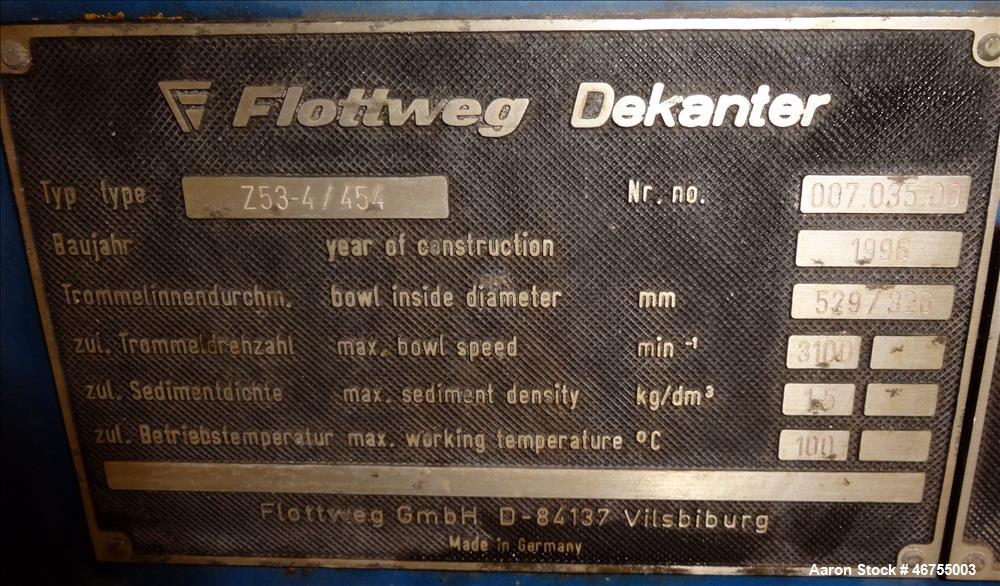 Flottweg Dekanter
Typ type Z53-4/454 Nr. no. 007.035.00
Baujahr year of construction 1996
Trommelinnendurchm. bowl inside diameter mm 529/326
zul. Trommeldrehzahl max. bowl speed min⁻¹ 3100 -
zul. Sedimentdichte max. sediment density kg/dm³
zul. Betriebstemperatur max. working temperature °C 100
Flottweg GmbH D-84137 Vilsbiburg
Made in Germany
Aaron Stock # 46755003